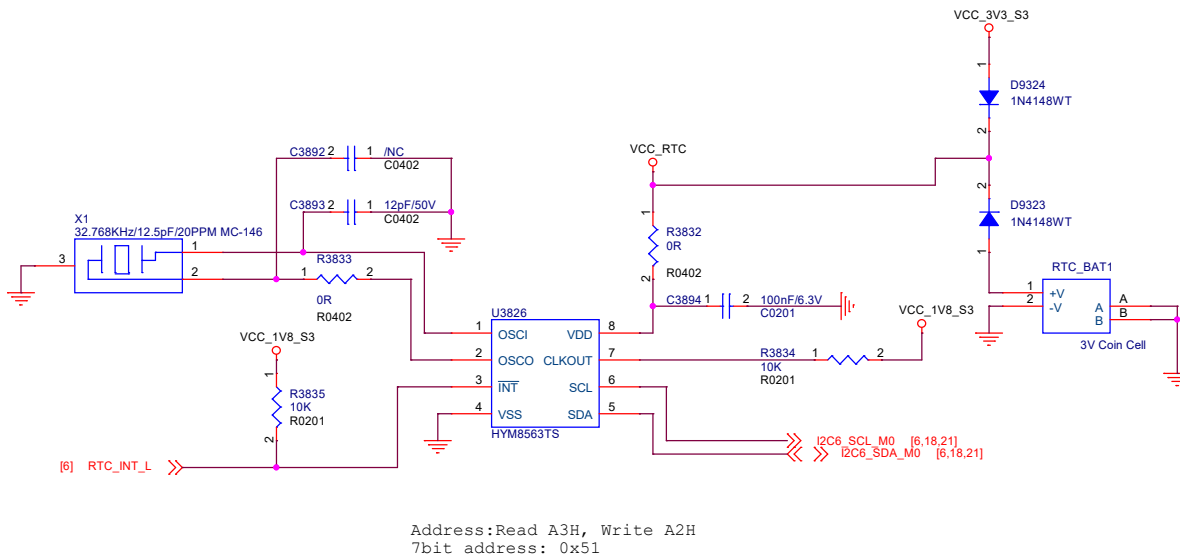 VCC_3V3_S3
1
D9324
1N4148WT
2
C3892 2 1 /NC
C0402
VCC_RTC
2
D9323
1N4148WT
1
C3893 2 1 12pF/50V
C0402
X1
32.768KHz/12.5pF/20PPM MC-146
1
R3832
0R
R0402
2
3
1
2
R3833
1 2
0R
R0402
RTC_BAT1
1 +V
2 -V
A A
B B
3V Coin Cell
C3894 1 2 100nF/6.3V
C0201
VCC_1V8_S3
U3826
1 OSCI
VDD 8
2 OSCO
CLKOUT 7
3 INT
SCL 6
4 VSS
SDA 5
HYM8563TS
R3834 1 2
10K
R0201
VCC_1V8_S3
1
R3835
10K
R0201
2
[6] RTC_INT_L
I2C6_SCL_M0 [6,18,21]
I2C6_SDA_M0 [6,18,21]
Address:Read A3H, Write A2H
7bit address: 0x51